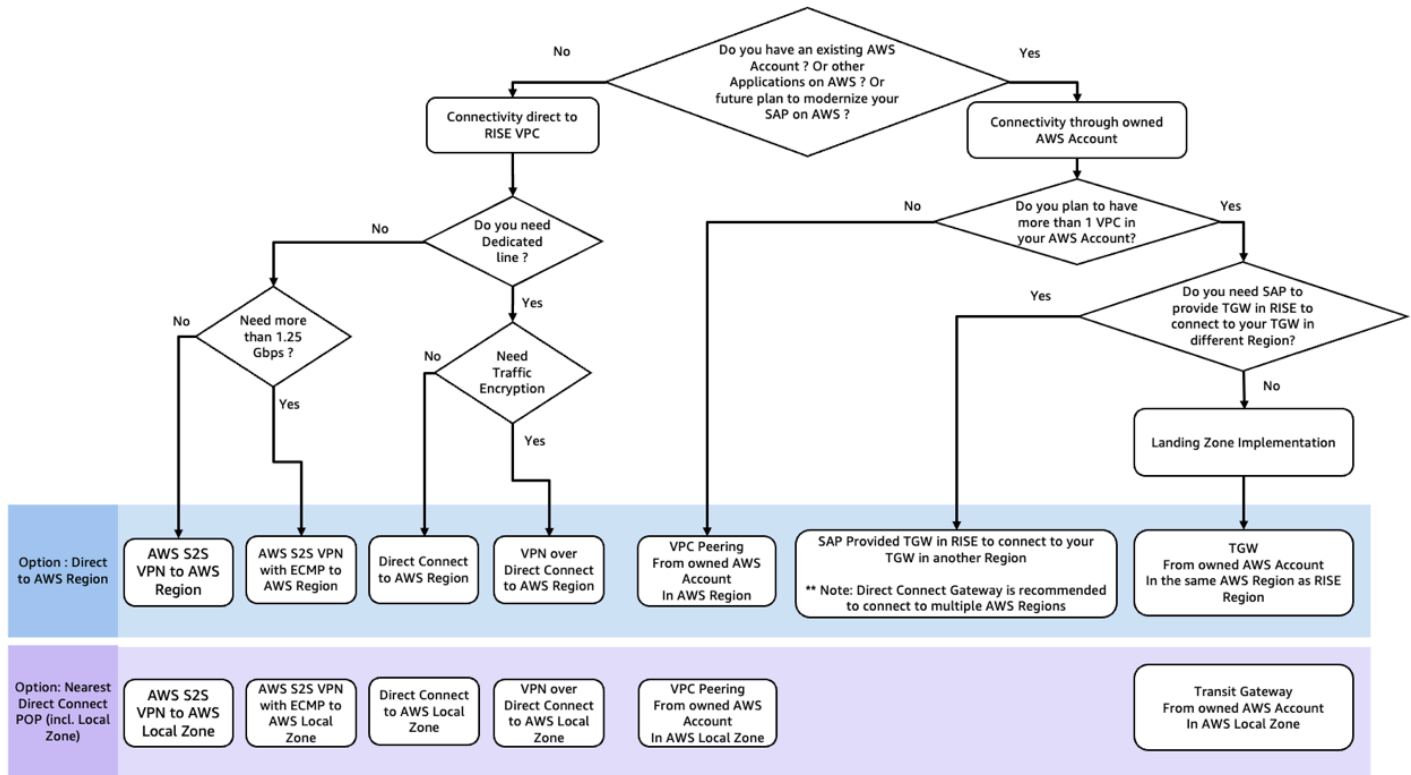 No
Do you have an existing AWS
Account ? Or other
Applications on AWS ? Or
future plan to modernize your
SAP on AWS ?
Yes
Connectivity direct to
RISE VPC
Connectivity through owned
AWS Account
No
Do you need
Dedicated
line ?
No
Do you plan to have
more than 1 VPC in
your AWS Account?
Yes
No
Need more
than 1.25
Gbps ?
Yes
No
Need
Traffic
Encryption
Yes
Do you need SAP to
provide TGW in RISE to
connect to your TGW in
different Region?
Yes
Yes
No
Landing Zone Implementation
Option : Direct
to AWS Region
AWS S2S
VPN to AWS
Region
AWS S2S VPN
with ECMP to
AWS Region
Direct Connect
to AWS Region
VPN over
Direct Connect
to AWS Region
VPC Peering
From owned AWS
Account
In AWS Region
SAP Provided TGW in RISE to connect to your
TGW in another Region
** Note: Direct Connect Gateway is recommended
to connect to multiple AWS Regions
TGW
From owned AWS Account
In the same AWS Region as RISE
Region
Option: Nearest
Direct Connect
POP (incl. Local
Zone)
AWS S2S
VPN to AWS
Local Zone
AWS S2S VPN
with ECMP to
AWS Local
Zone
Direct Connect
to AWS Local
Zone
VPN over
Direct Connect
to AWS Local
Zone
VPC Peering
From owned AWS
Account
In AWS Local Zone
Transit Gateway
From owned AWS Account
In AWS Local Zone